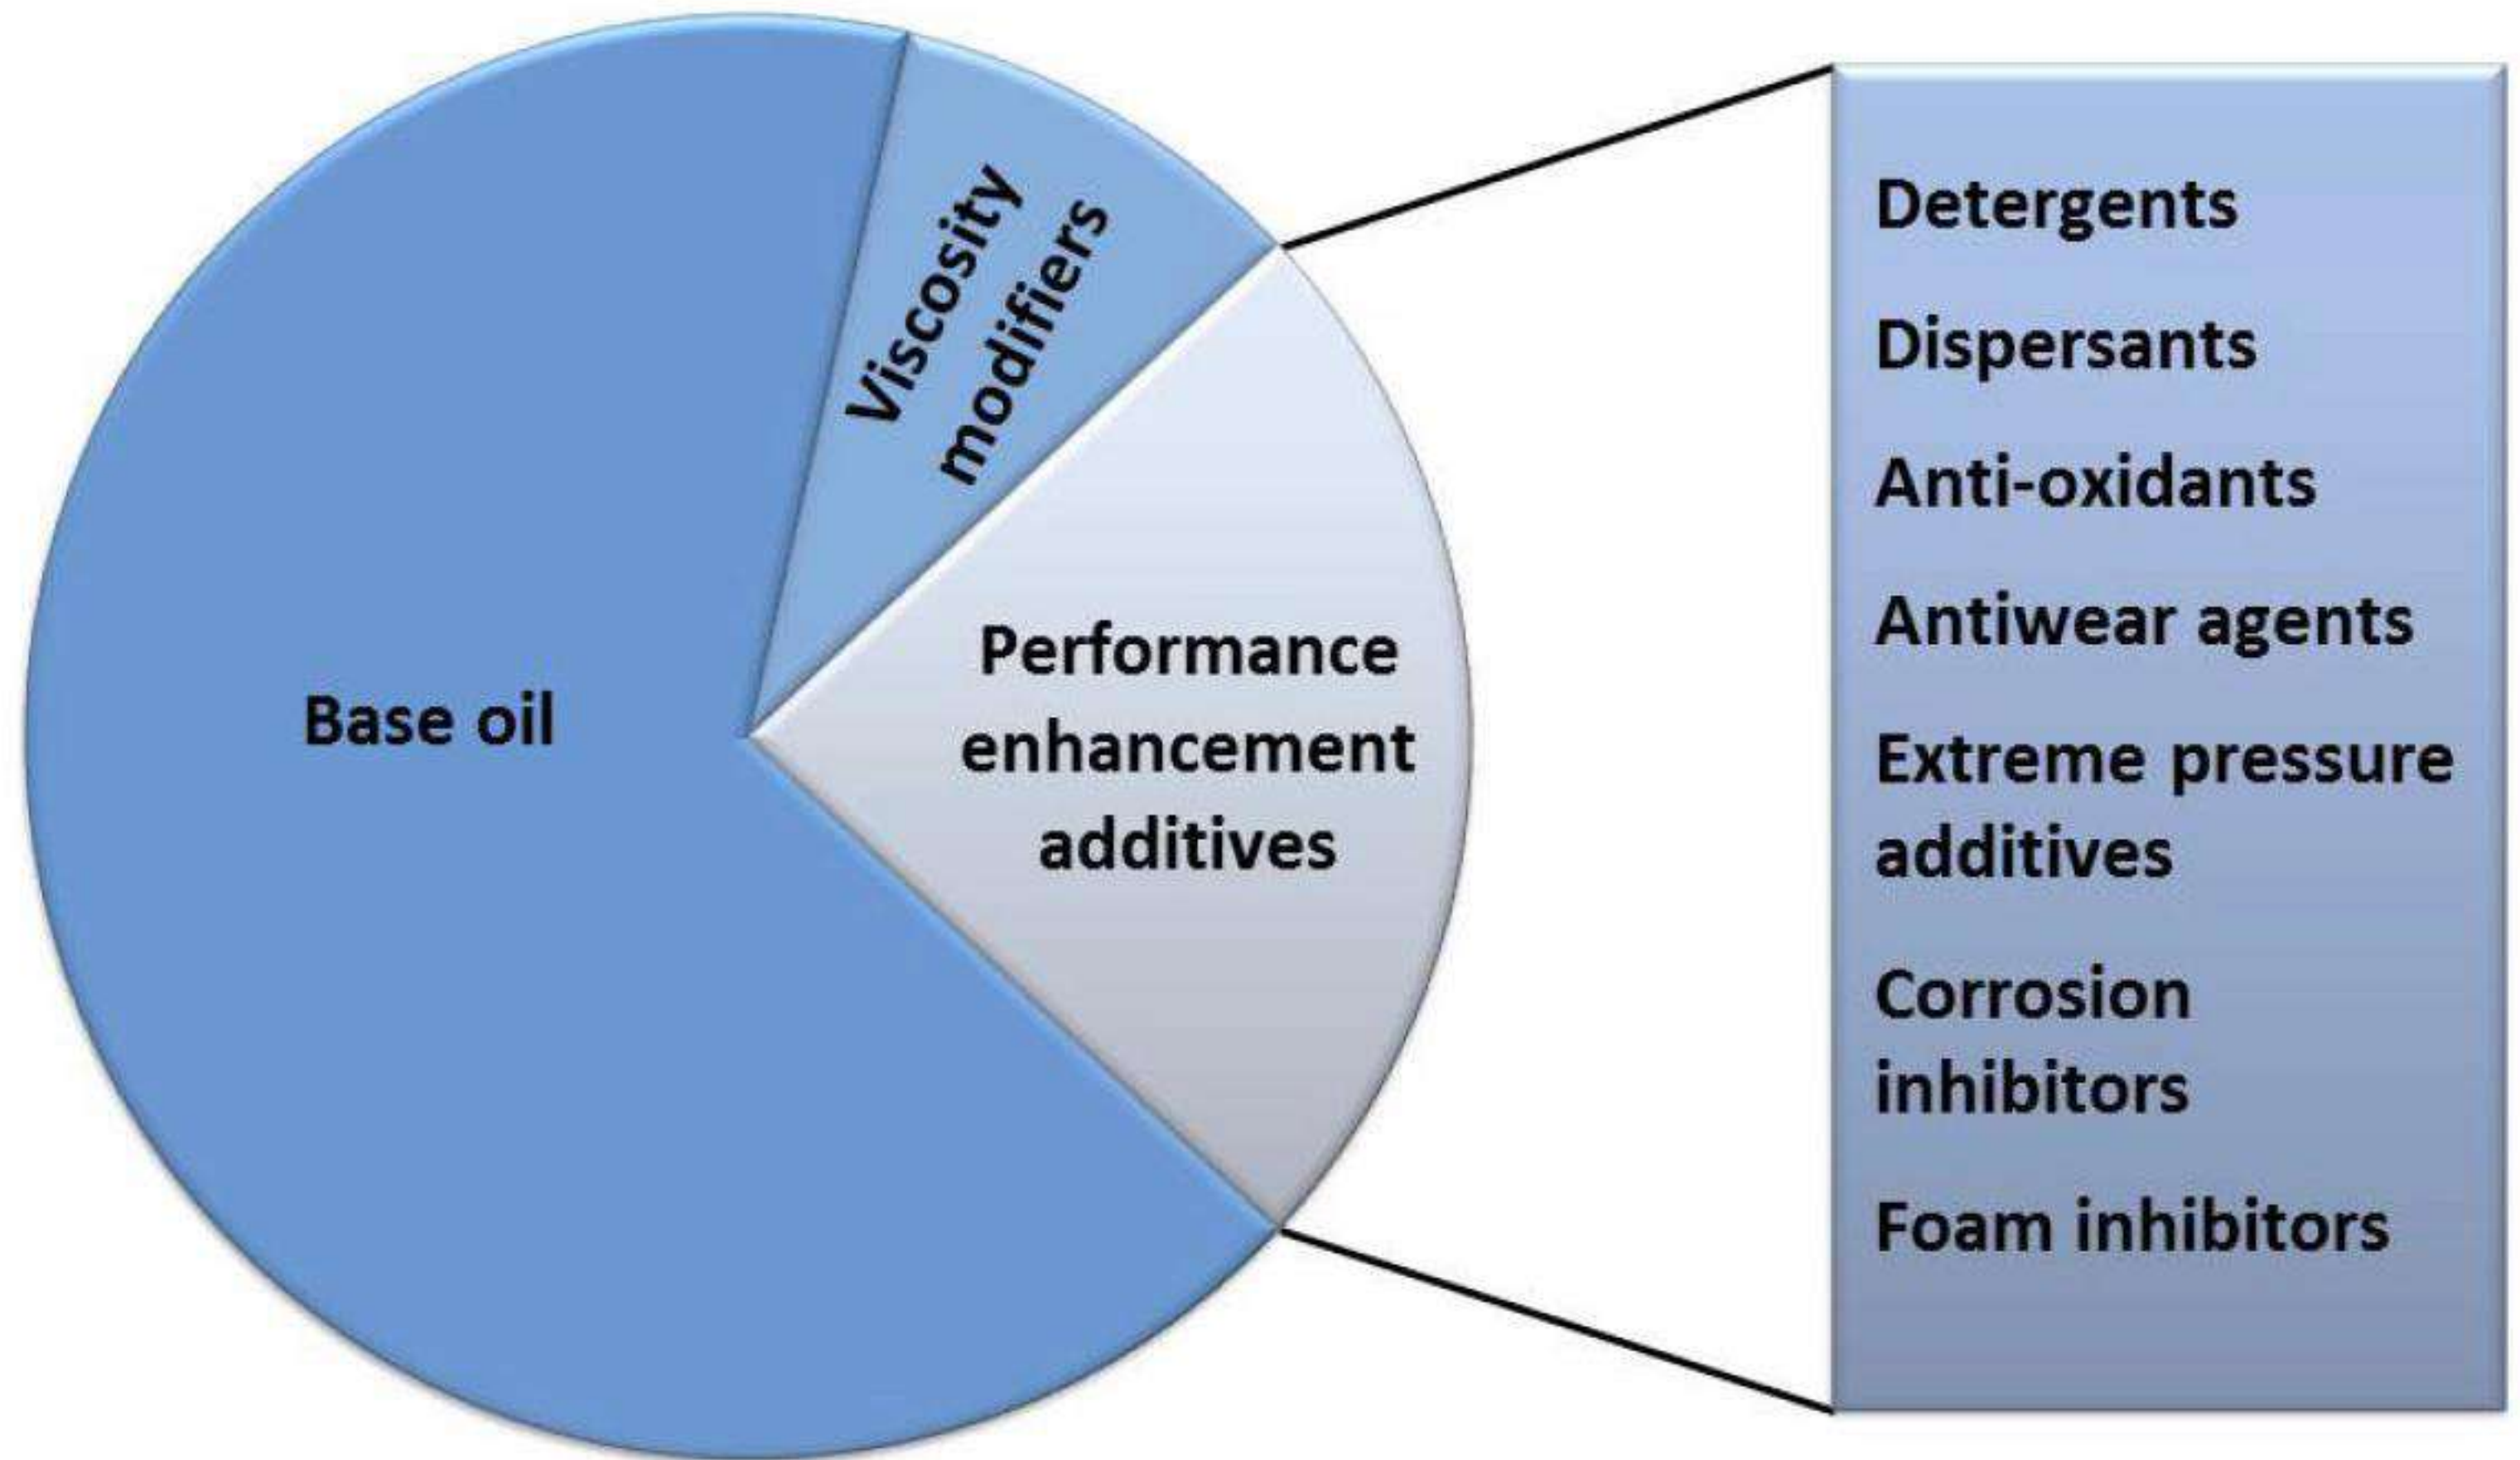 Base oil
Viscosity
modifiers
Performance
enhancement
additives
Detergents
Dispersants
Anti-oxidants
Antiwear agents
Extreme pressure
additives
Corrosion
inhibitors
Foam inhibitors